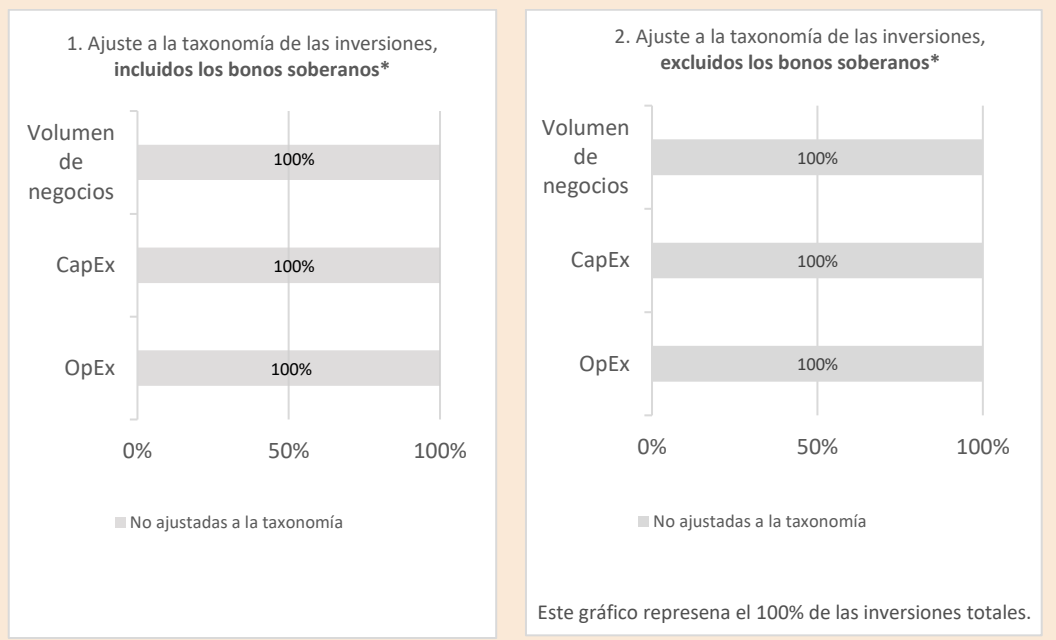 1. Ajuste a la taxonomía de las inversiones,
incluidos los bonos soberanos*
Volumen
de
negocios
100%
CapEx
100%
OpEx
100%
0%
50%
100%
No ajustadas a la taxonomía
2. Ajuste a la taxonomía de las inversiones,
excluidos los bonos soberanos*
Volumen
de
negocios
100%
CapEx
100%
OpEx
100%
0%
50%
100%
No ajustadas a la taxonomía
Este gráfico represena el 100% de las inversiones totales.